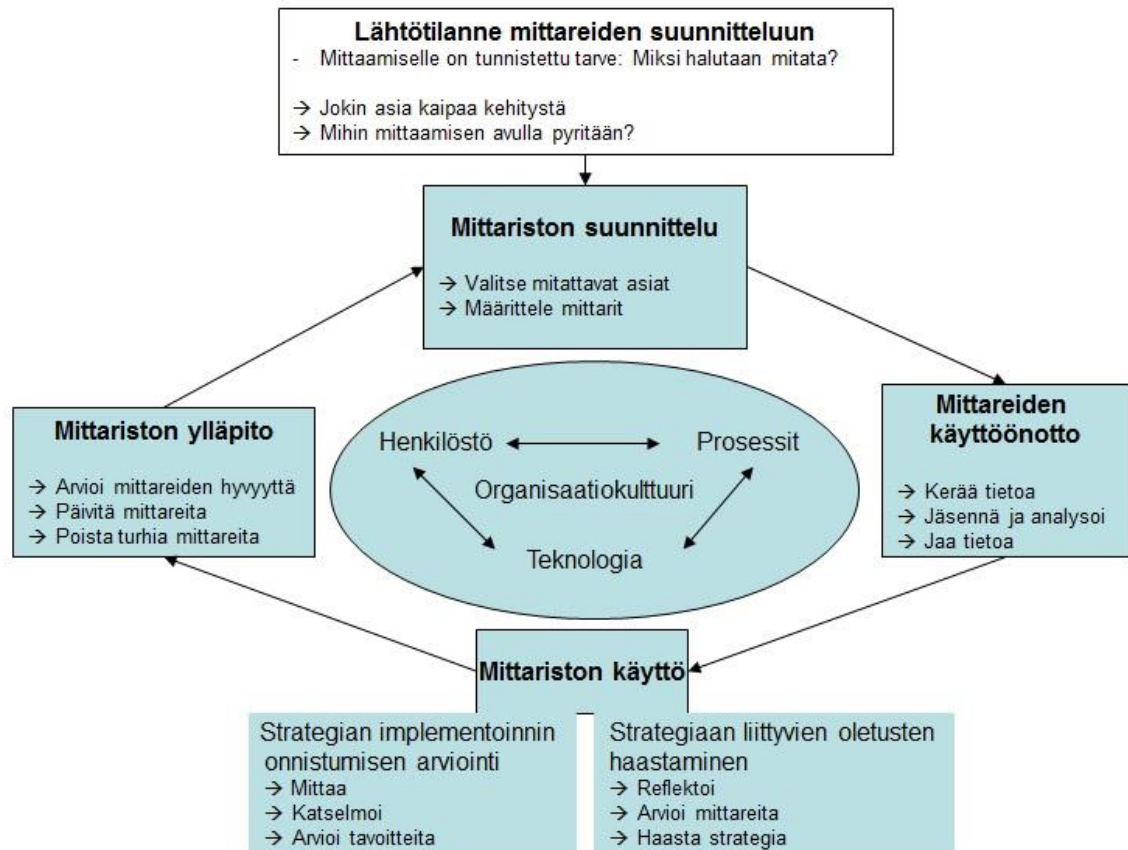 Lähtötilanne mittareiden suunnitteluun
- Mittaamiselle on tunnistettu tarve: Miksi halutaan mitata?
→ Jokin asia kaipaa kehitystä
→ Mihin mittaamisen avulla pyritään?
Mittariston suunnittelu
→ Valitse mitattavat asiat
→ Määrittele mittarit
Mittariston ylläpito
→ Arvioi mittareiden hyvyyttä
→ Päivitä mittareita
→ Poista turhia mittareita
Henkilöstö
Prosessit
Organisaatiokulttuuri
Teknologia
Mittareiden
käyttöönotto
→ Kerää tietoa
→ Jäsennä ja analysoi
→ Jaa tietoa
Mittariston käyttö
Strategian implementoinnin
onnistumisen arviointi
→ Mittaa
→ Katselmoi
→ Arvioi tavoitteita
Strategiaan liittyvien oletusten
haastaminen
→ Reflektoi
→ Arvioi mittareita
→ Haasta strategia